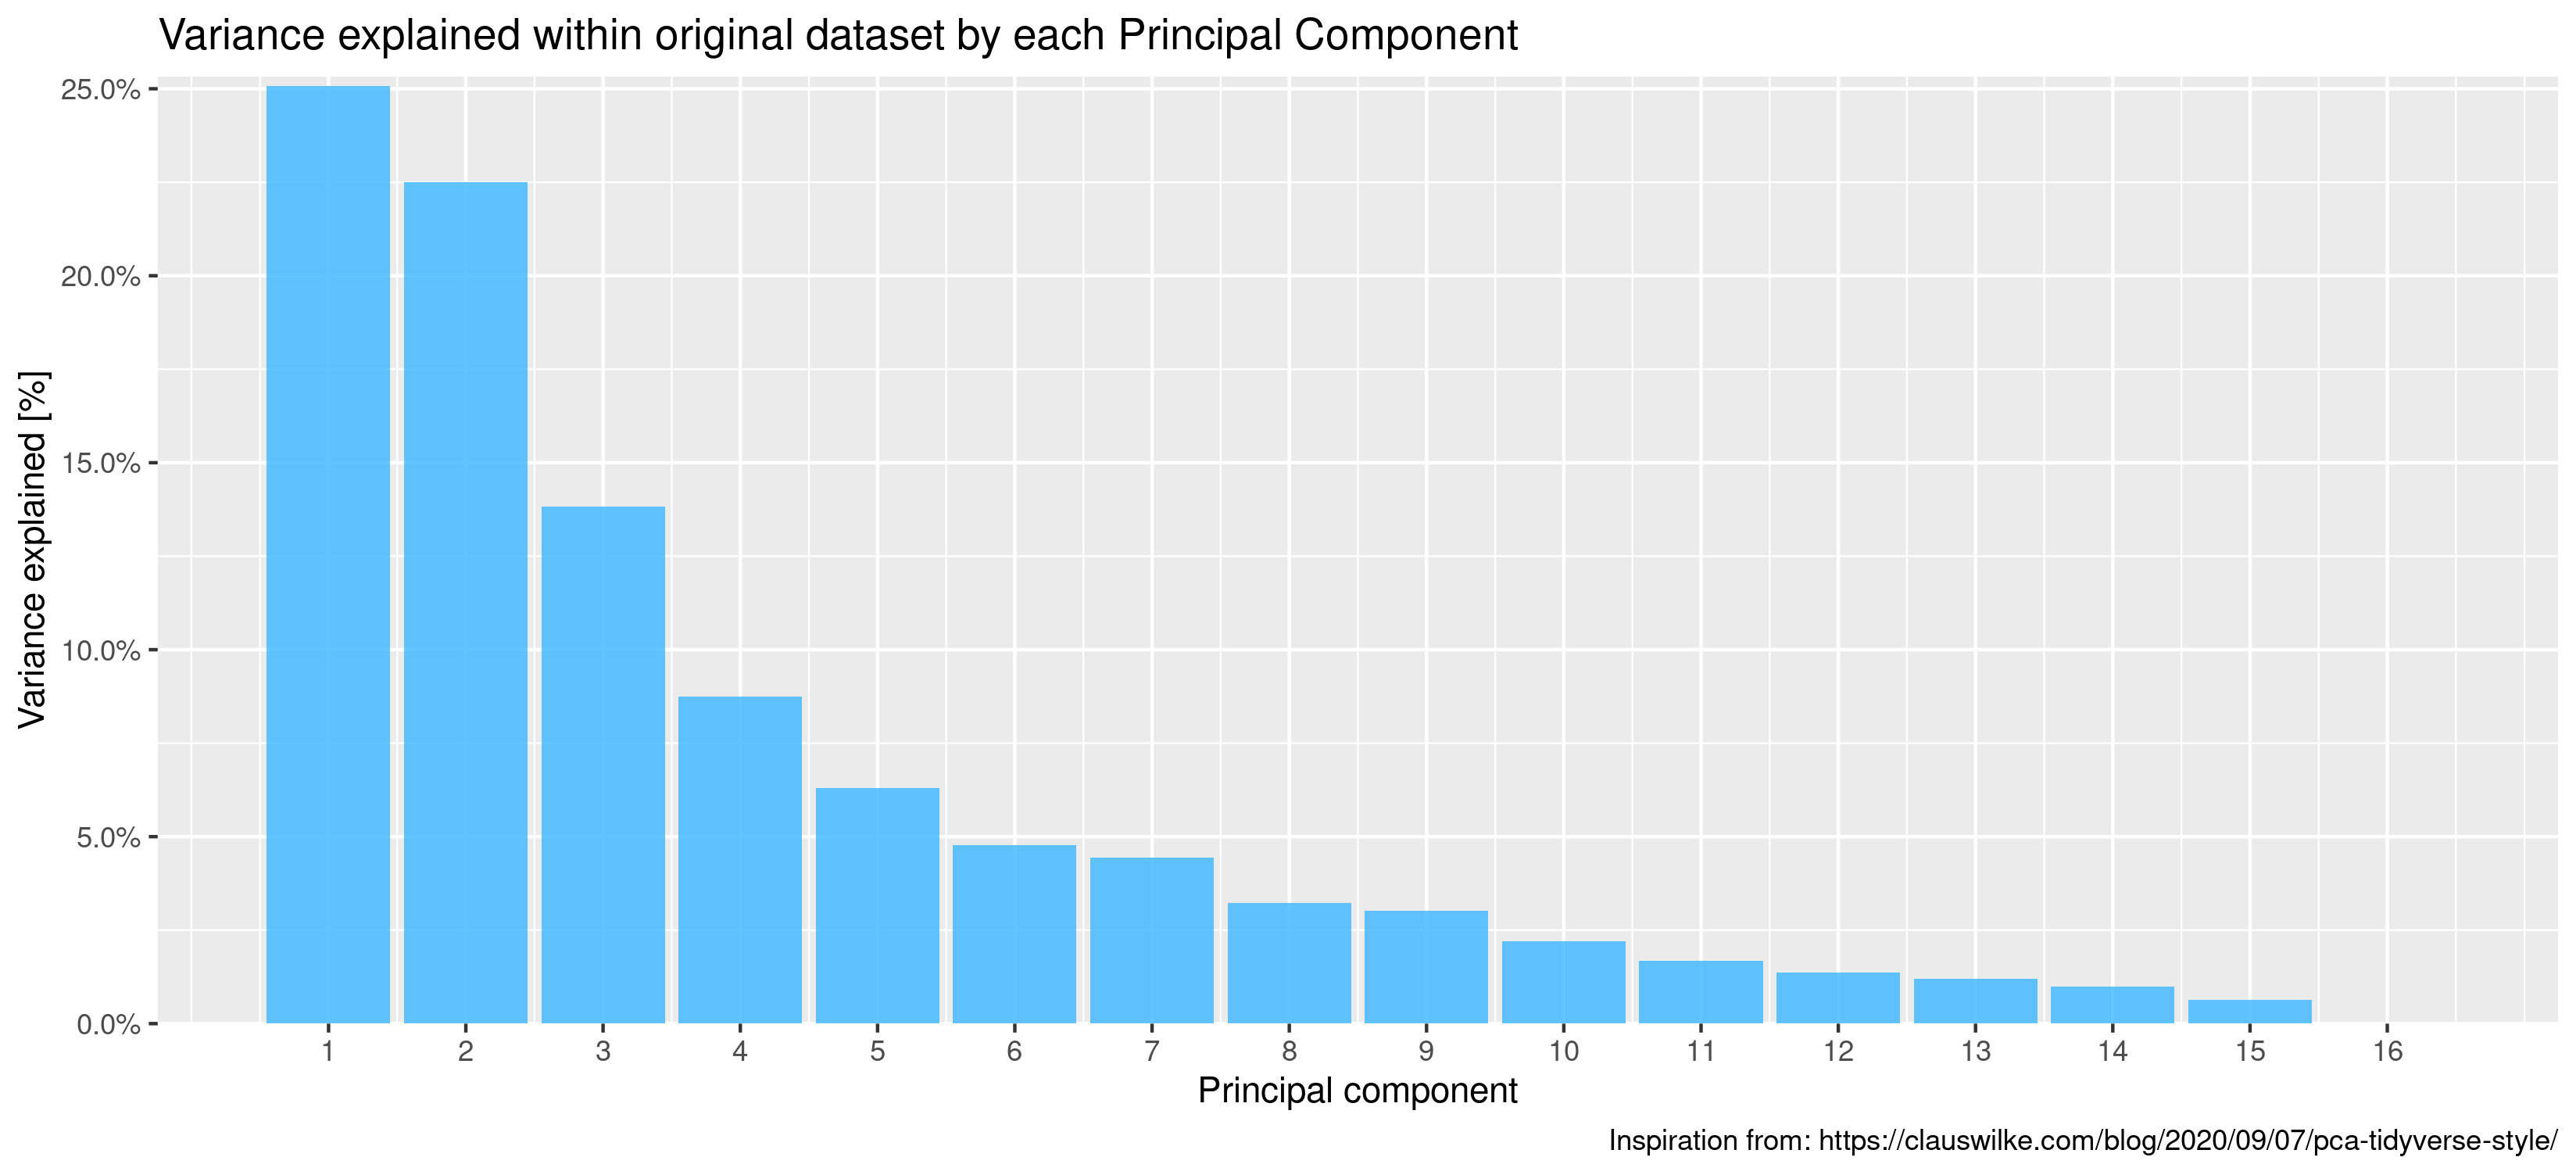 Variance explained within original dataset by each Principal Component
25.0%
20.0%
15.0%
10.0%
5.0%
0.0%
Variance explained [%]
1 2 3 4 5 6 7 8 9 10 11 12 13 14 15 16
Principal component
Inspiration from: https://clauswilke.com/blog/2020/09/07/pca-tidyverse-style/